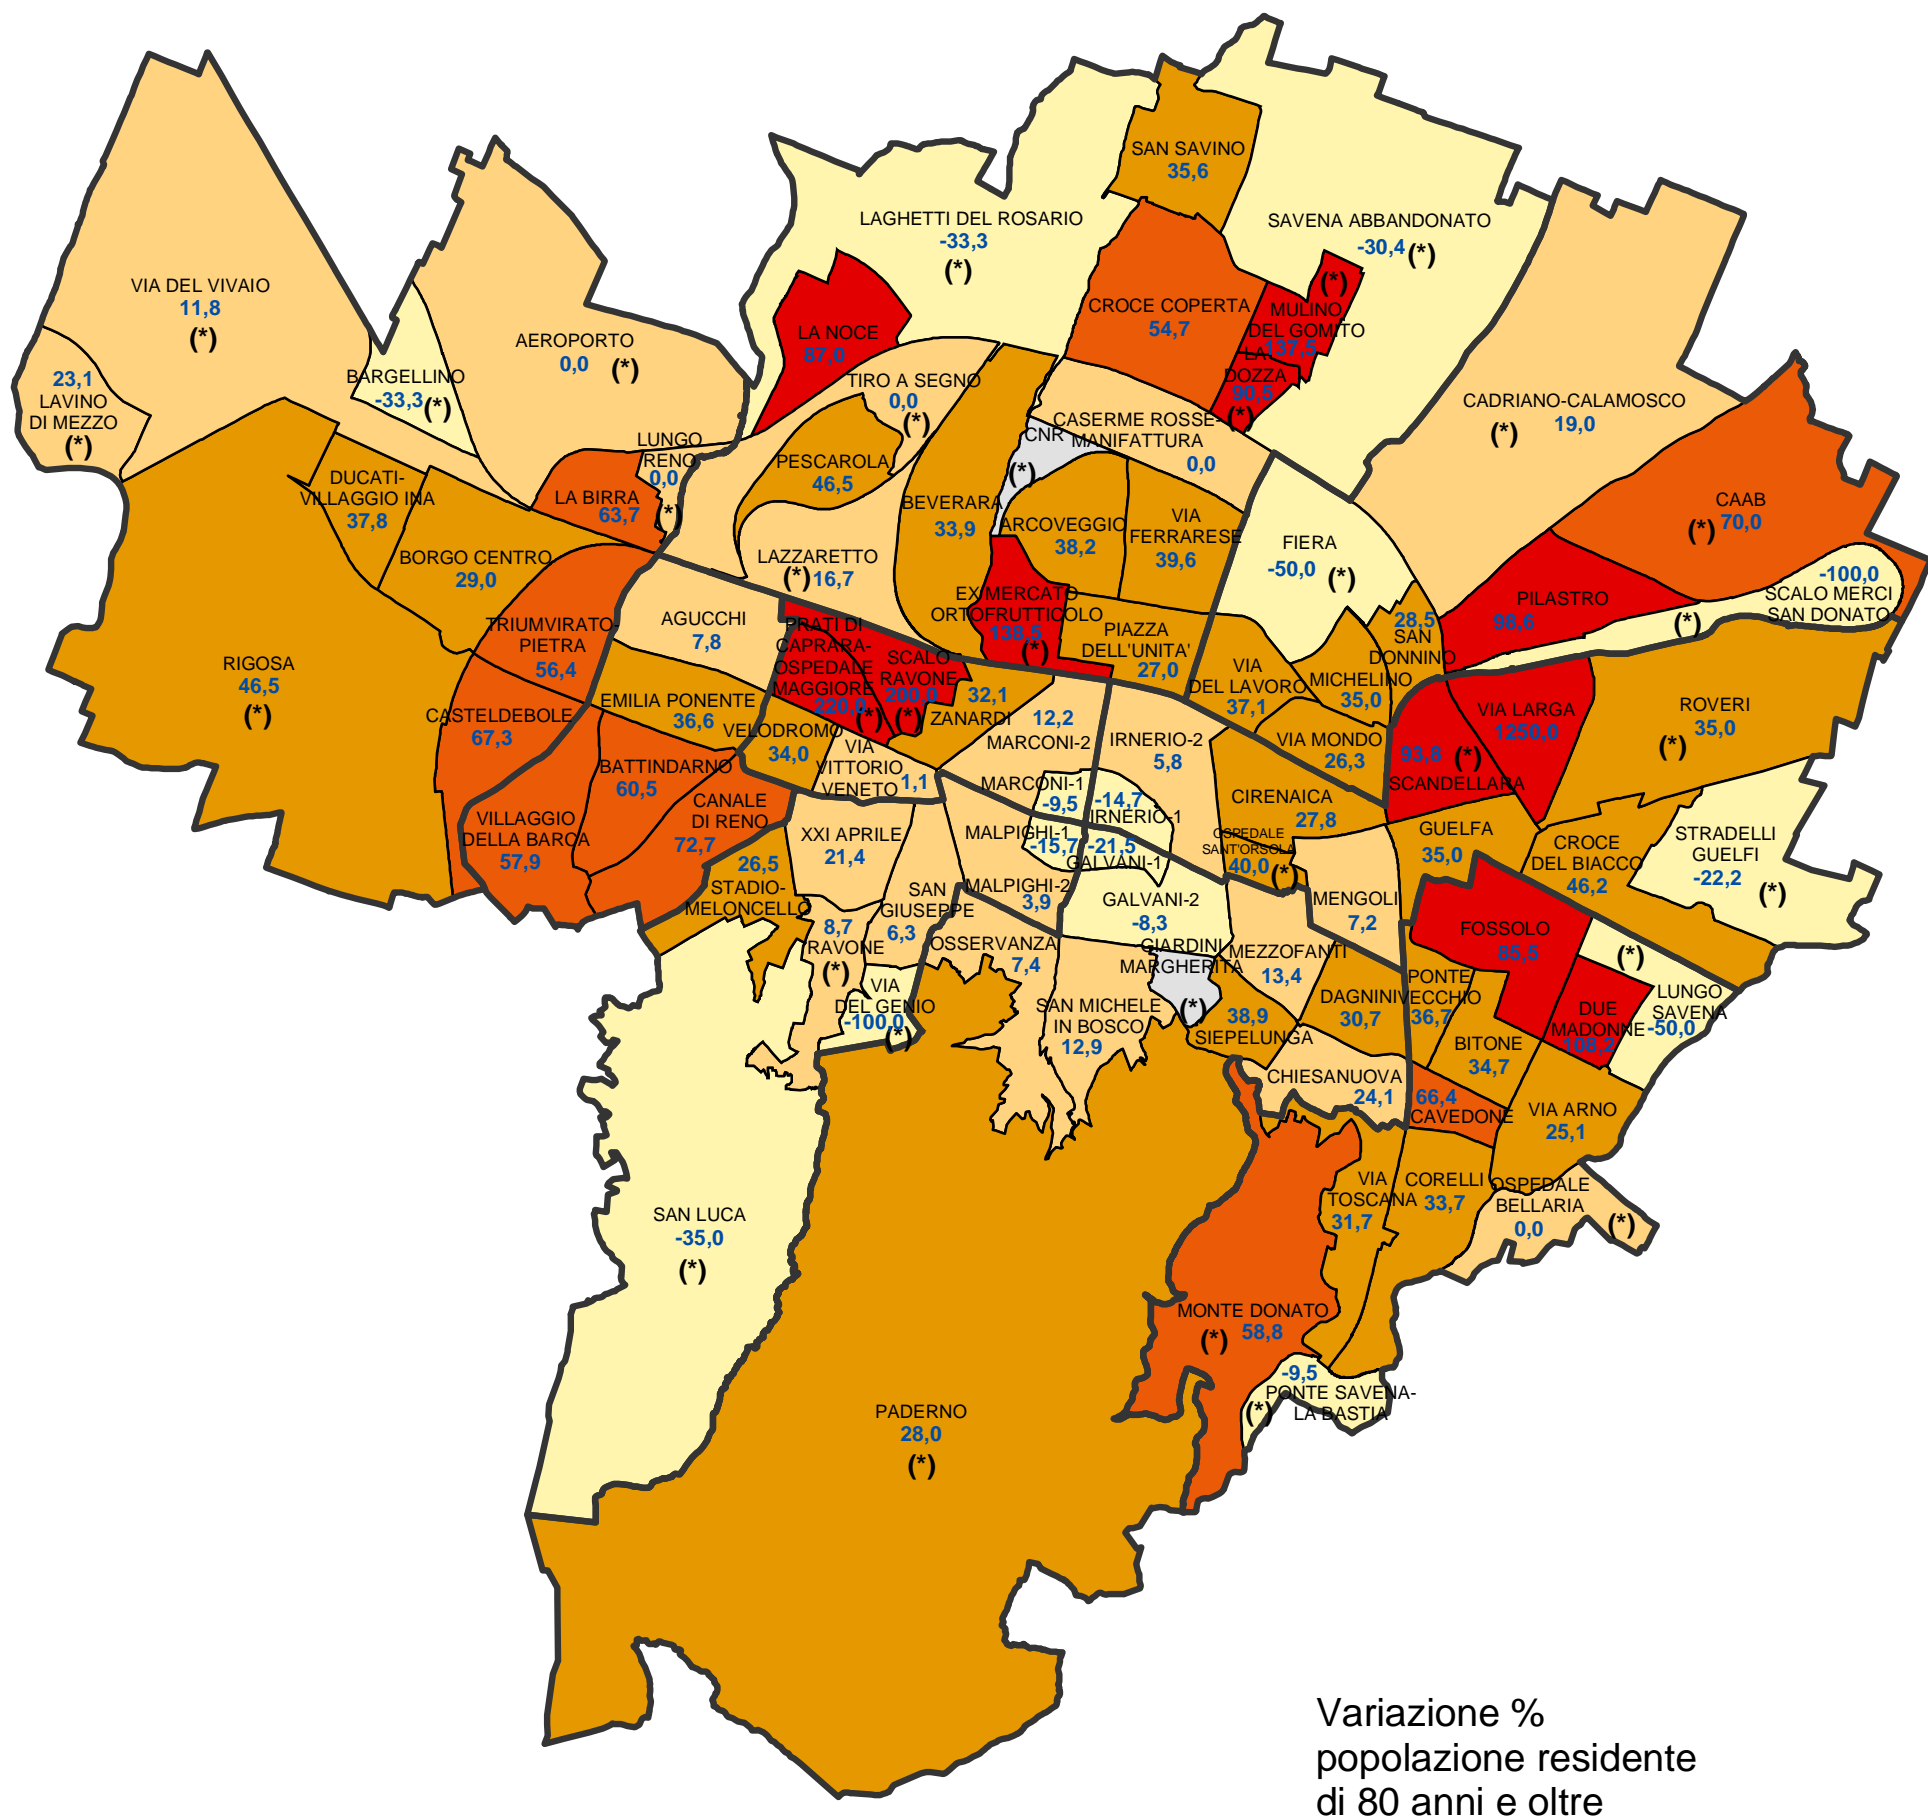 SAN SAVINO
35,6
LAGHETTI DEL ROSARIO
-33,3
(*)
SAVENA ABBANDONATO
-30,4 (*)
VIA DEL VIVAIO
11,8
(*)
AEROPORTO
0,0 (*)
LA NOCE
87,0
CROCE COPERTA
54,7
(*)
MULINO
DEL GOMITO
137,5
LA
DOZZA
90,5
(*)
23,1
LAVINO
DI MEZZO
(*)
BARGELLINO
-33,3 (*)
TIRO A SEGNO
0,0
(*)
CADRIANO-CALAMOSCO
(*) 19,0
CASERME ROSSE-
MANIFATTURA
0,0
CNR
(*)
LUNGO
RENO
0,0
(*)
PESCAROLA
46,5
DUCATI-
VILLAGGIO INA
37,8
LA BIRRA
63,7
BEVERARA
33,9
ARCOVEGGIO
38,2
VIA
FERRARESE
39,6
CAAB
(*) 70,0
FIERA
-50,0 (*)
BORGO CENTRO
29,0
LAZZARETTO
(*) 16,7
-100,0
SCALO MERCI
SAN DONATO
(*)
PILASTRO
98,6
EX MERCATO
ORTOFRUTTICOLO
138,5
(*)
AGUCCHI
7,8
TRIUMVIRATO-
PIETRA
56,4
PRATI DI
CAPRARA-
OSPEDALE
MAGGIORE
220,0
(*)
SCALO
RAVONE
200,0
(*)
PIAZZA
DELL'UNITA'
27,0
28,5
SAN
DONNINO
RIGOSA
46,5
(*)
VIA
DEL LAVORO
37,1
MICHELINO
35,0
EMILIA PONENTE
36,6
32,1
ZANARDI
VIA LARGA
1250,0
ROVERI
(*) 35,0
CASTELDEBOLE
67,3
VELODROMO
34,0
12,2
MARCONI-2
IRNERIO-2
5,8
VIA MONDO
26,3
93,8 (*)
SCANDELLARA
BATTINDARNO
60,5
VIA
VITTORIO
VENETO 1,1
MARCONI-1
-9,5
-14,7
IRNERIO-1
CIRENAICA
27,8
CANALE
DI RENO
72,7
VILLAGGIO
DELLA BARCA
57,9
XXI APRILE
21,4
MALPIGHI-1
-15,7
-21,5
GALVANI-1
OSPEDALE
SANT'ORSOLA
40,0 (*)
GUELFA
35,0
CROCE
DEL BIACCO
46,2
STRADELLI
GUELFI
-22,2
(*)
26,5
STADIO-
MELONCELLO
SAN
GIUSEPPE
6,3
MALPIGHI-2
3,9
GALVANI-2
-8,3
MENGOLI
7,2
8,7
RAVONE
(*)
OSSERVANZA
7,4
GIARDINI
MARGHERITA
(*)
MEZZOFANTI
13,4
FOSSOLO
85,5
(*)
LUNGO
SAVENA
-50,0
VIA
DEL GENIO
-100,0
(*)
SAN MICHELE
IN BOSCO
12,9
38,9
SIEPELUNGA
DAGNINI
30,7
PONTE
VECCHIO
36,7
DUE
MADONNE
108,2
BITONE
34,7
CHIESANUOVA
24,1
66,4
CAVEDONE
VIA ARNO
25,1
SAN LUCA
-35,0
(*)
VIA
TOSCANA
31,7
CORELLI
33,7
OSPEDALE
BELLARIA
0,0
(*)
MONTE DONATO
(*) 58,8
-9,5
PONTE SAVENA-
LA BASTIA
(*)
PADERNO
28,0
(*)
Variazione %
popolazione residente
di 80 anni e oltre